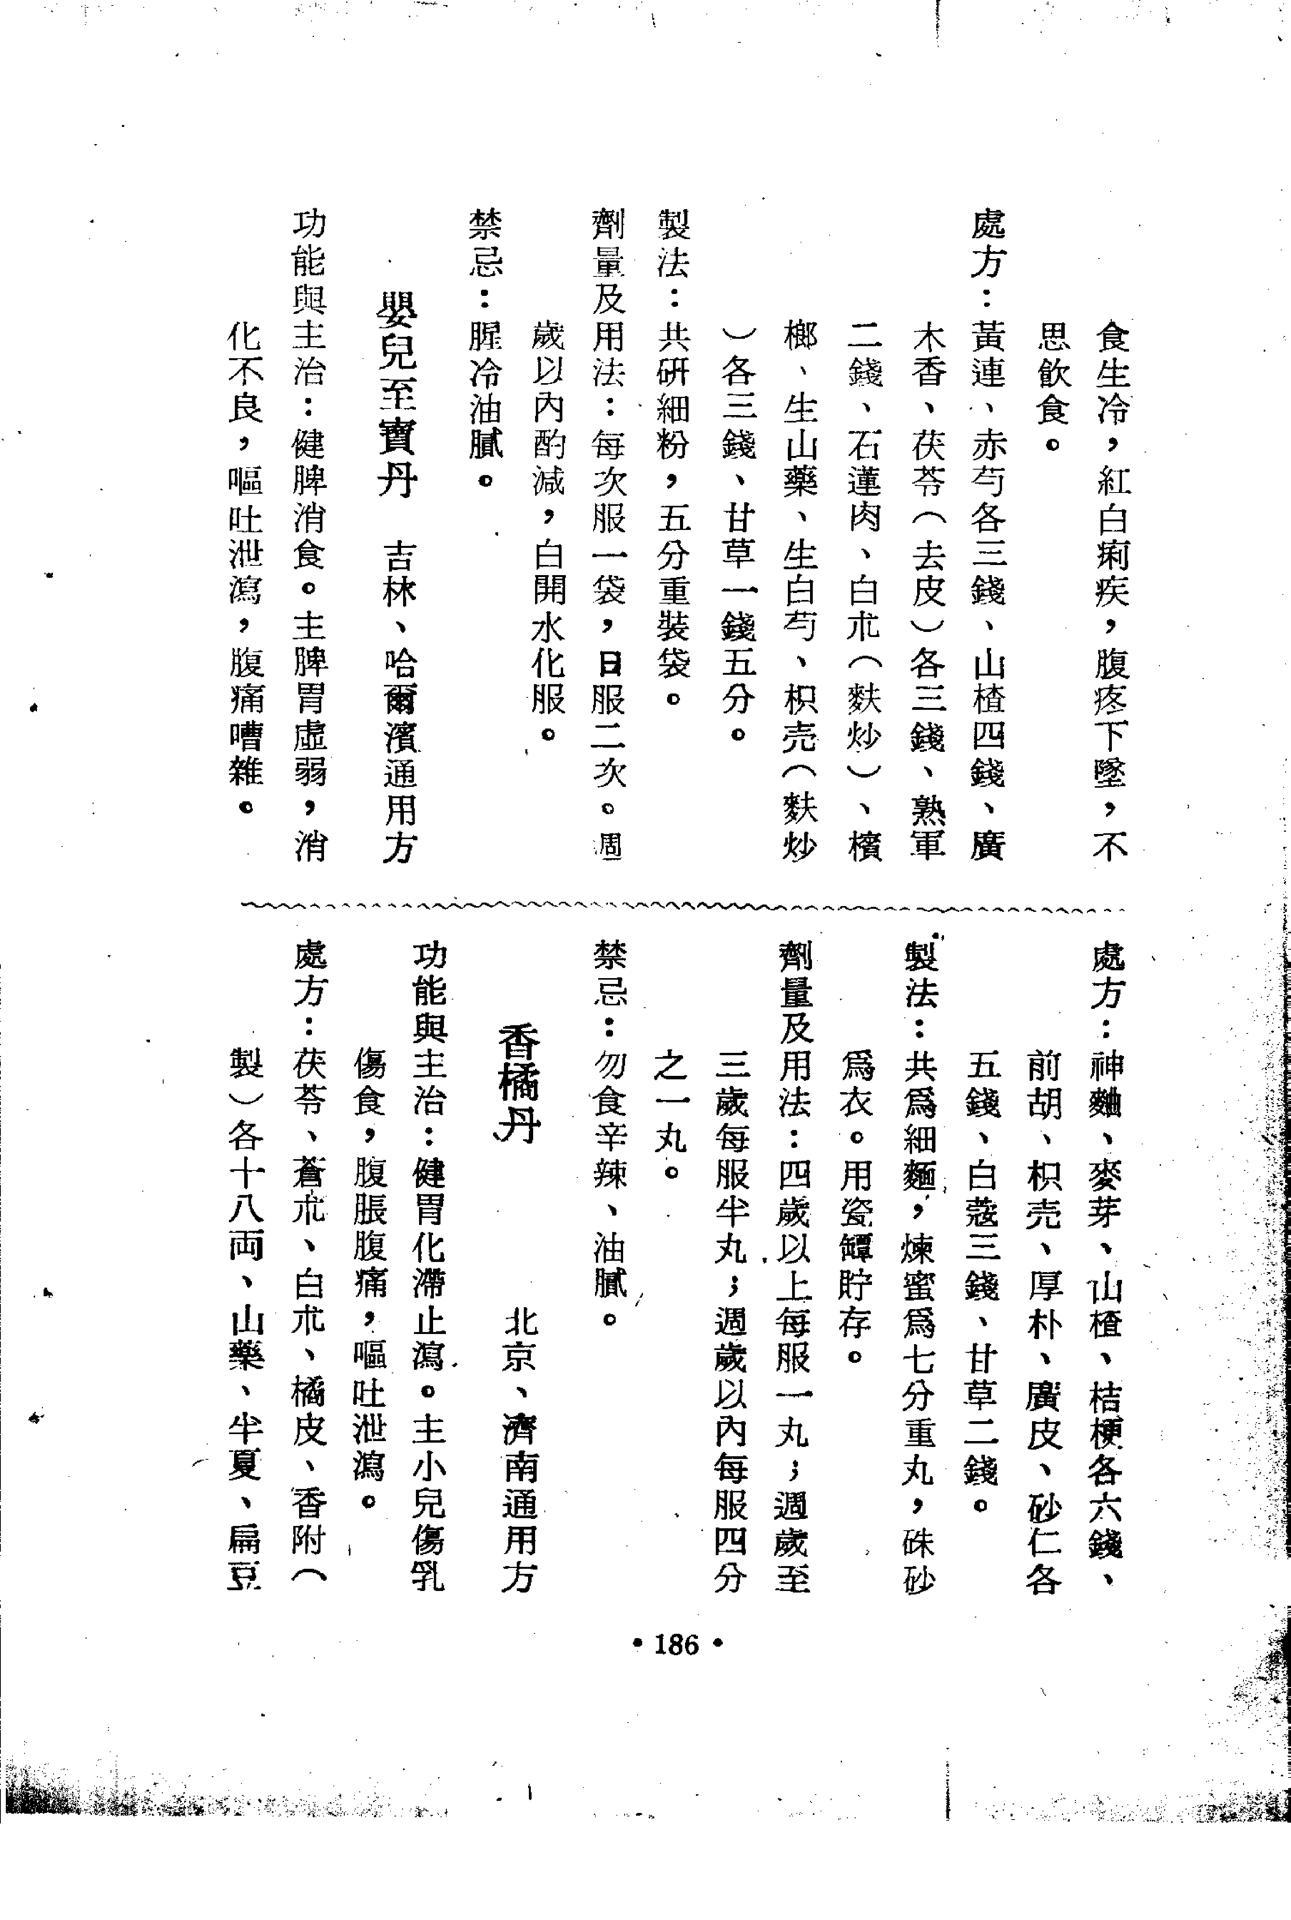 食生冷，紅白痢疾，腹疼下墜，不
思飲食。
處方：黃連、赤芍各三錢、山楂四錢、廣
木香、茯苓（去皮）各三錢、熟軍
二錢、石蓮肉、白朮（麩炒）、檳
榔、生山藥、生白芍、枳壳（麩炒
）各三錢、甘草一錢五分。
製法：共研細粉，五分重裝袋。
劑量及用法：每次服一袋，日服二次。週
歲以內酌減，白開水化服。
禁忌：腥冷油膩。
嬰兒至寶丹　吉林、哈爾濱通用方
功能與主治：健脾消食。主脾胃虛弱，消
化不良，嘔吐泄瀉，腹痛嘈雜。
處方：神麯、麥芽、山楂、桔梗各六錢、
前胡、枳壳、厚朴、廣皮、砂仁各
五錢、白蔻三錢、甘草二錢。
製法：共爲細麵，煉蜜爲七分重丸，硃砂
爲衣。用瓷罈貯存。
劑量及用法：四歲以上每服一丸；週歲至
三歲每服半丸；週歲以內每服四分
之一丸。
禁忌：勿食辛辣、油膩。
香橘丹　北京、濟南通用方
功能與主治：健胃化滯止瀉。主小兒傷乳
傷食，腹脹腹痛，嘔吐泄瀉。
處方：茯苓、蒼朮、白朮、橘皮、香附（
製）各十八両、山藥、半夏、扁豆
• 186 •